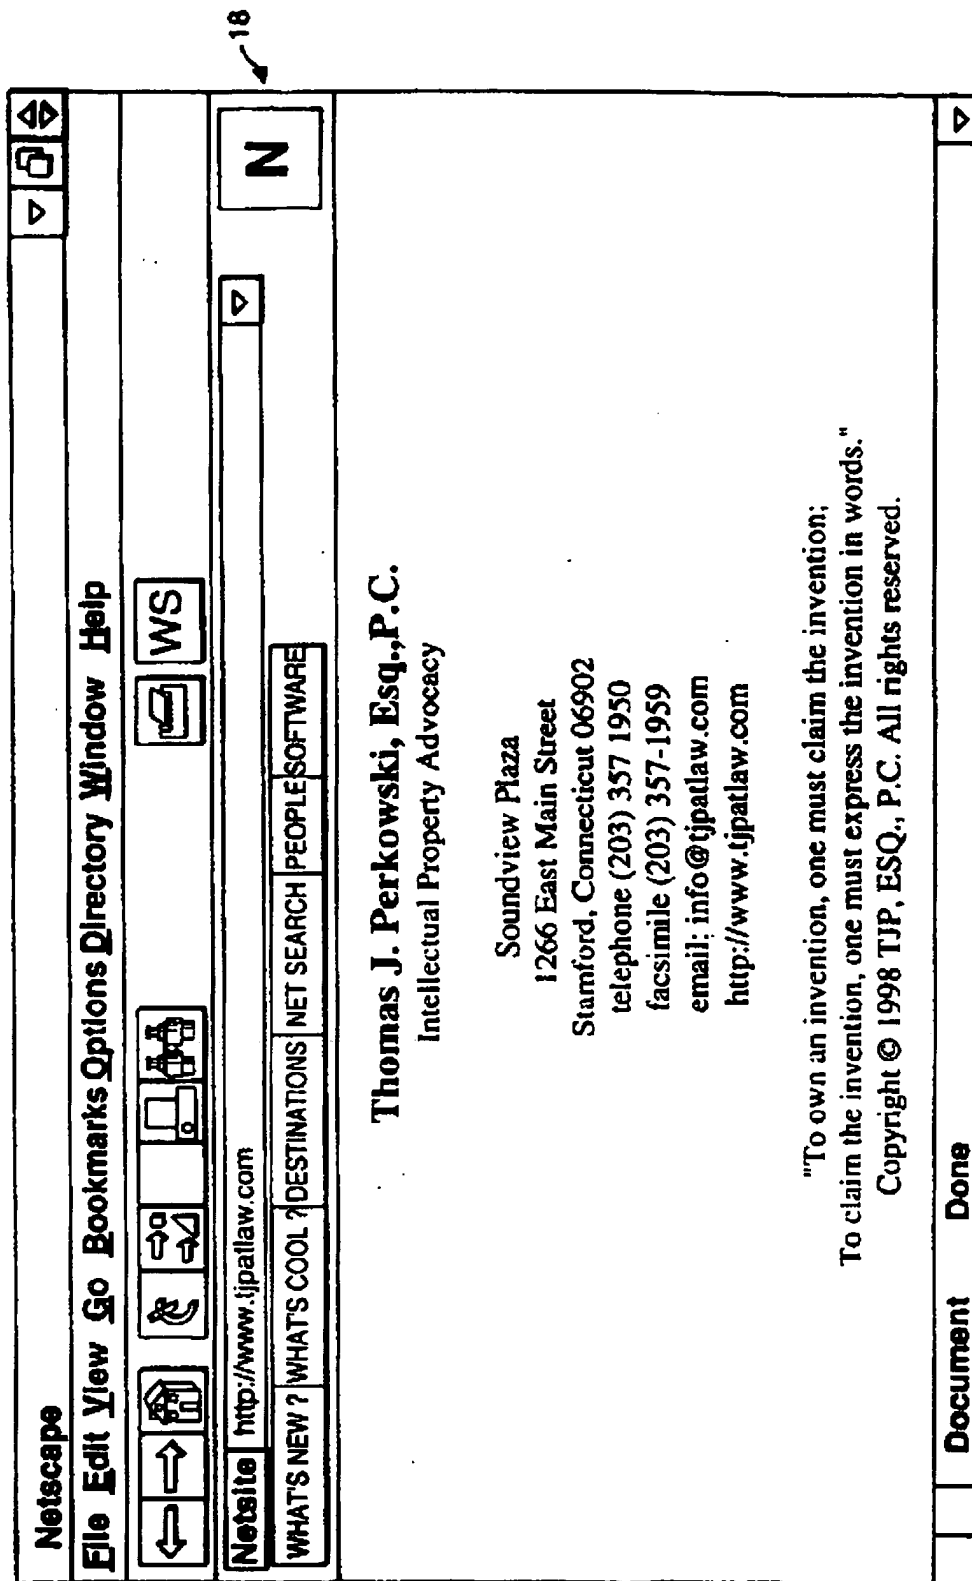 18
Netscape
File Edit View Go Bookmarks Options Directory Window Help
WS
N
Netsite http://www.tjpatlaw.com
WHAT'S NEW ? WHAT'S COOL ? DESTINATIONS NET SEARCH PEOPLE SOFTWARE
Thomas J. Perkowski, Esq.,P.C.
Intellectual Property Advocacy
Soundview Plaza
1266 East Main Street
Stamford, Connecticut 06902
telephone (203) 357 1950
facsimile (203) 357-1959
email: info@tjpatlaw.com
http://www.tjpatlaw.com
"To own an invention, one must claim the invention;
To claim the invention, one must express the invention in words."
Copyright © 1998 TJP, ESQ., P.C. All rights reserved.
Document Done